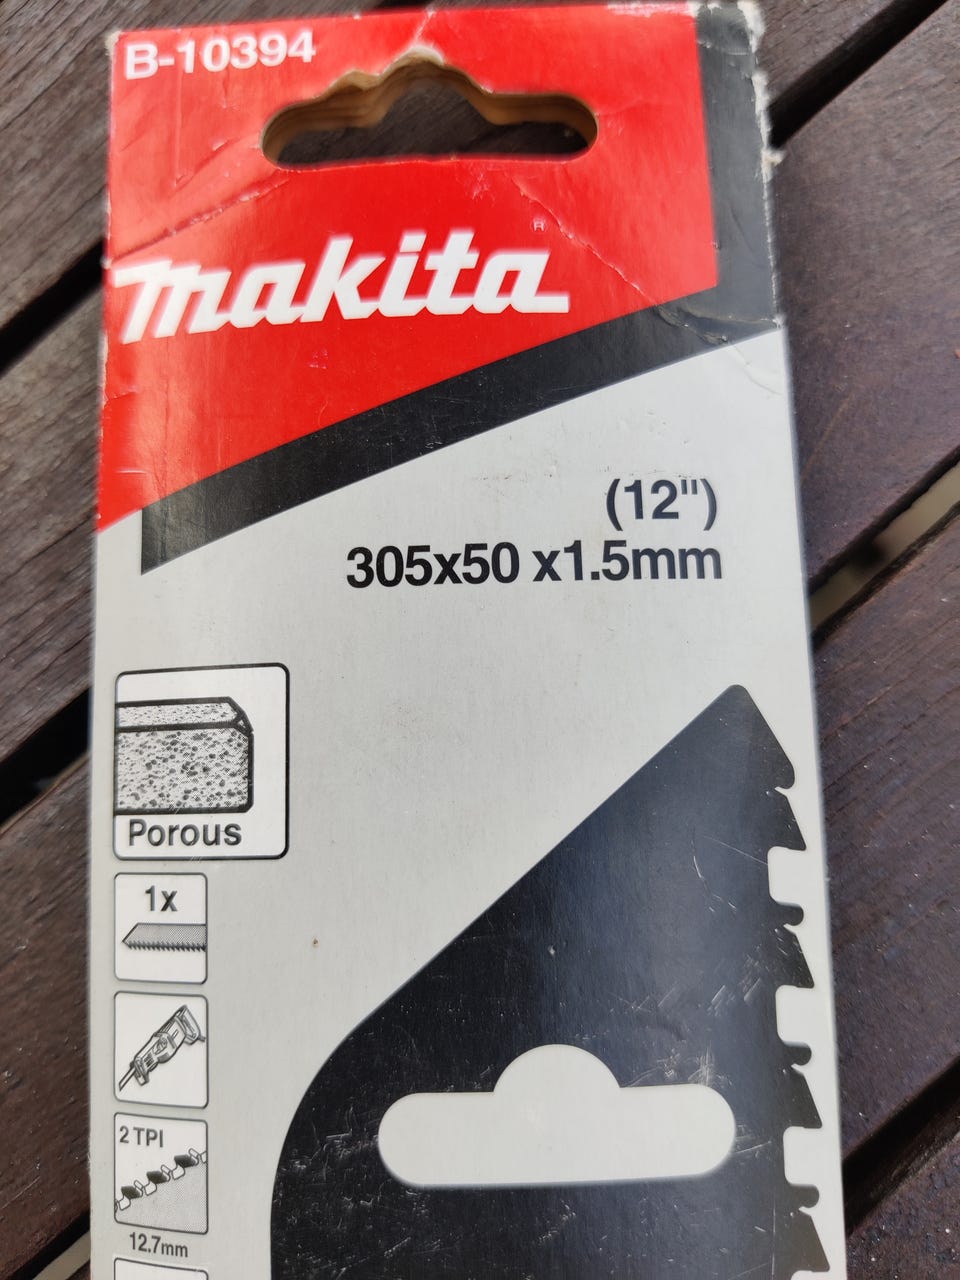 B-10394
makita®
(12")
305x50 x1.5mm
Porous
1x
2 TPI
12.7mm